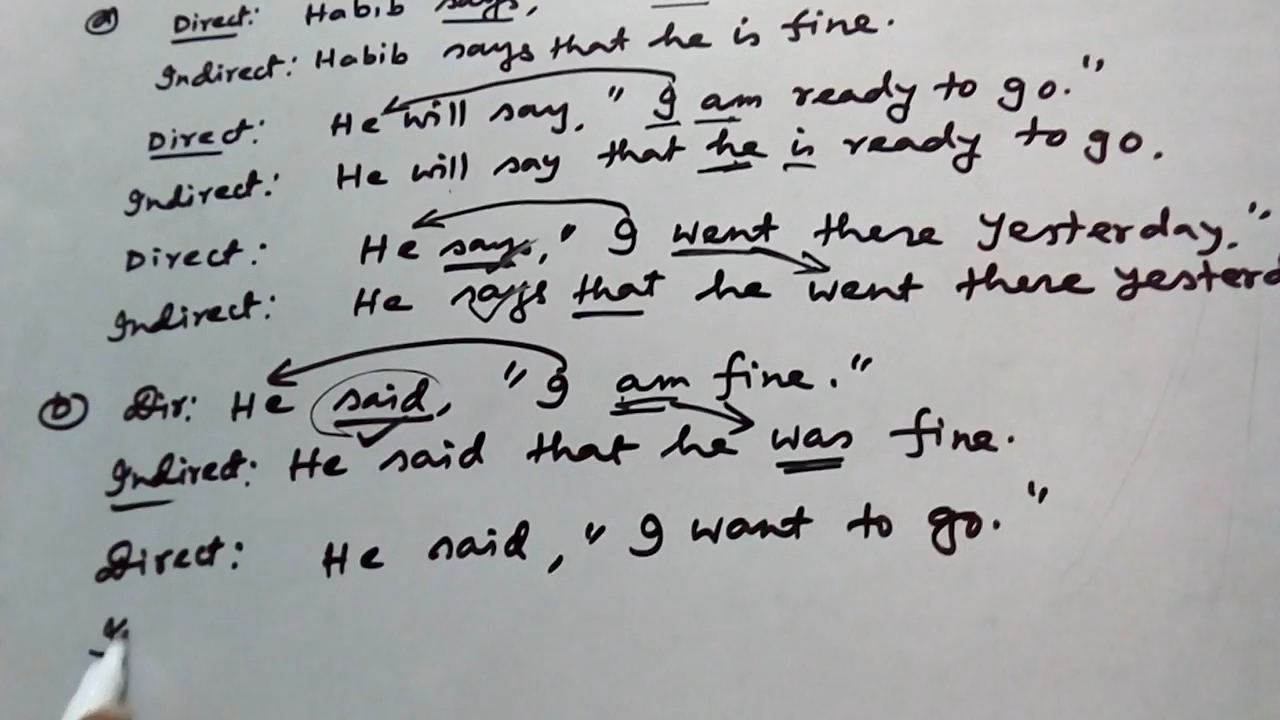 (a) Direct: Habib says,
Indirect: Habib says that he is fine.
Direct: He will say, "I am ready to go."
Indirect: He will say that he is ready to go.
Direct: He says, "I went there yesterday."
Indirect: He says that he went there yesterd
(b) Dir: He said, "I am fine."
Indirect: He said that he was fine.
Direct: He said, "I want to go."